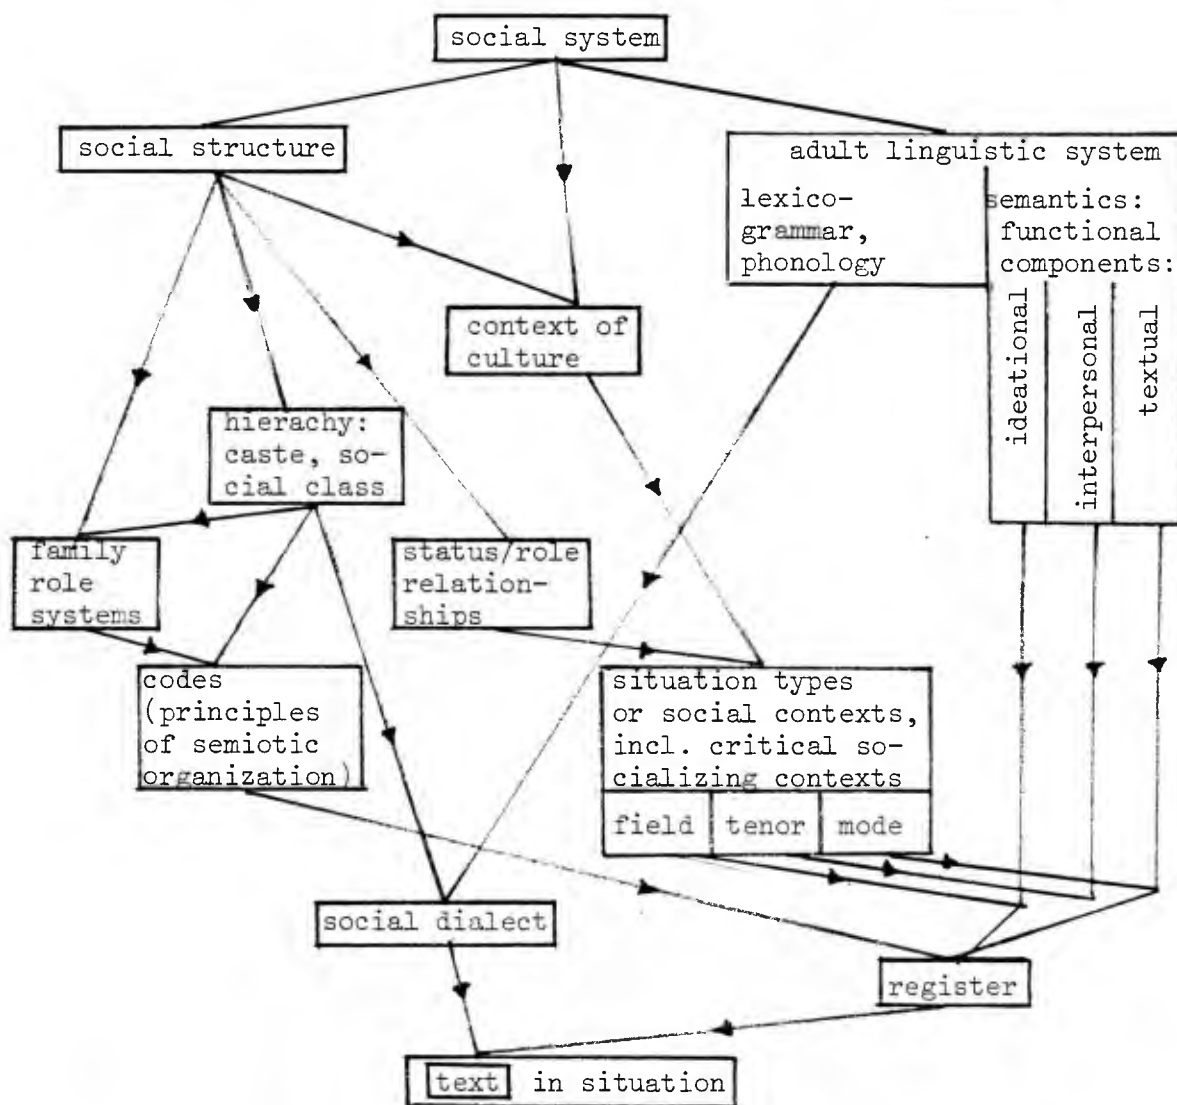 social system
social structure
adult linguistic system
lexico-
grammar,
phonology
semantics:
functional
components:
ideational
interpersonal
textual
context of
culture
hierachy:
caste, so-
cial class
family
role
systems
status/role
relation-
ships
codes
(principles
of semiotic
organization)
situation types
or social contexts,
incl. critical so-
cializing contexts
field
tenor
mode
social dialect
register
text in situation